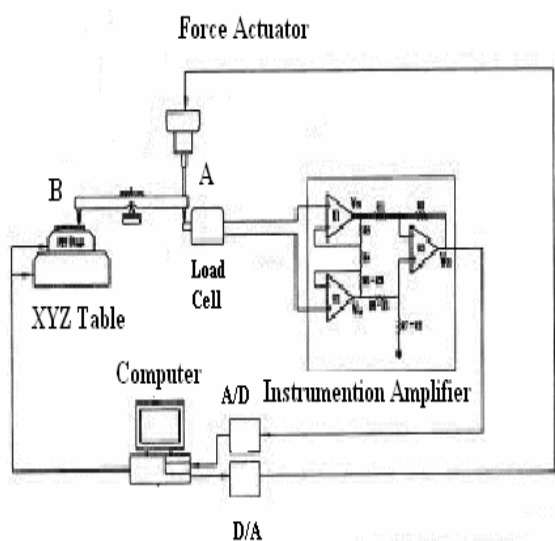 Force Actuator
A
B
Load
Cell
XYZ Table
Computer
A/D
Instrumention Amplifier
D/A